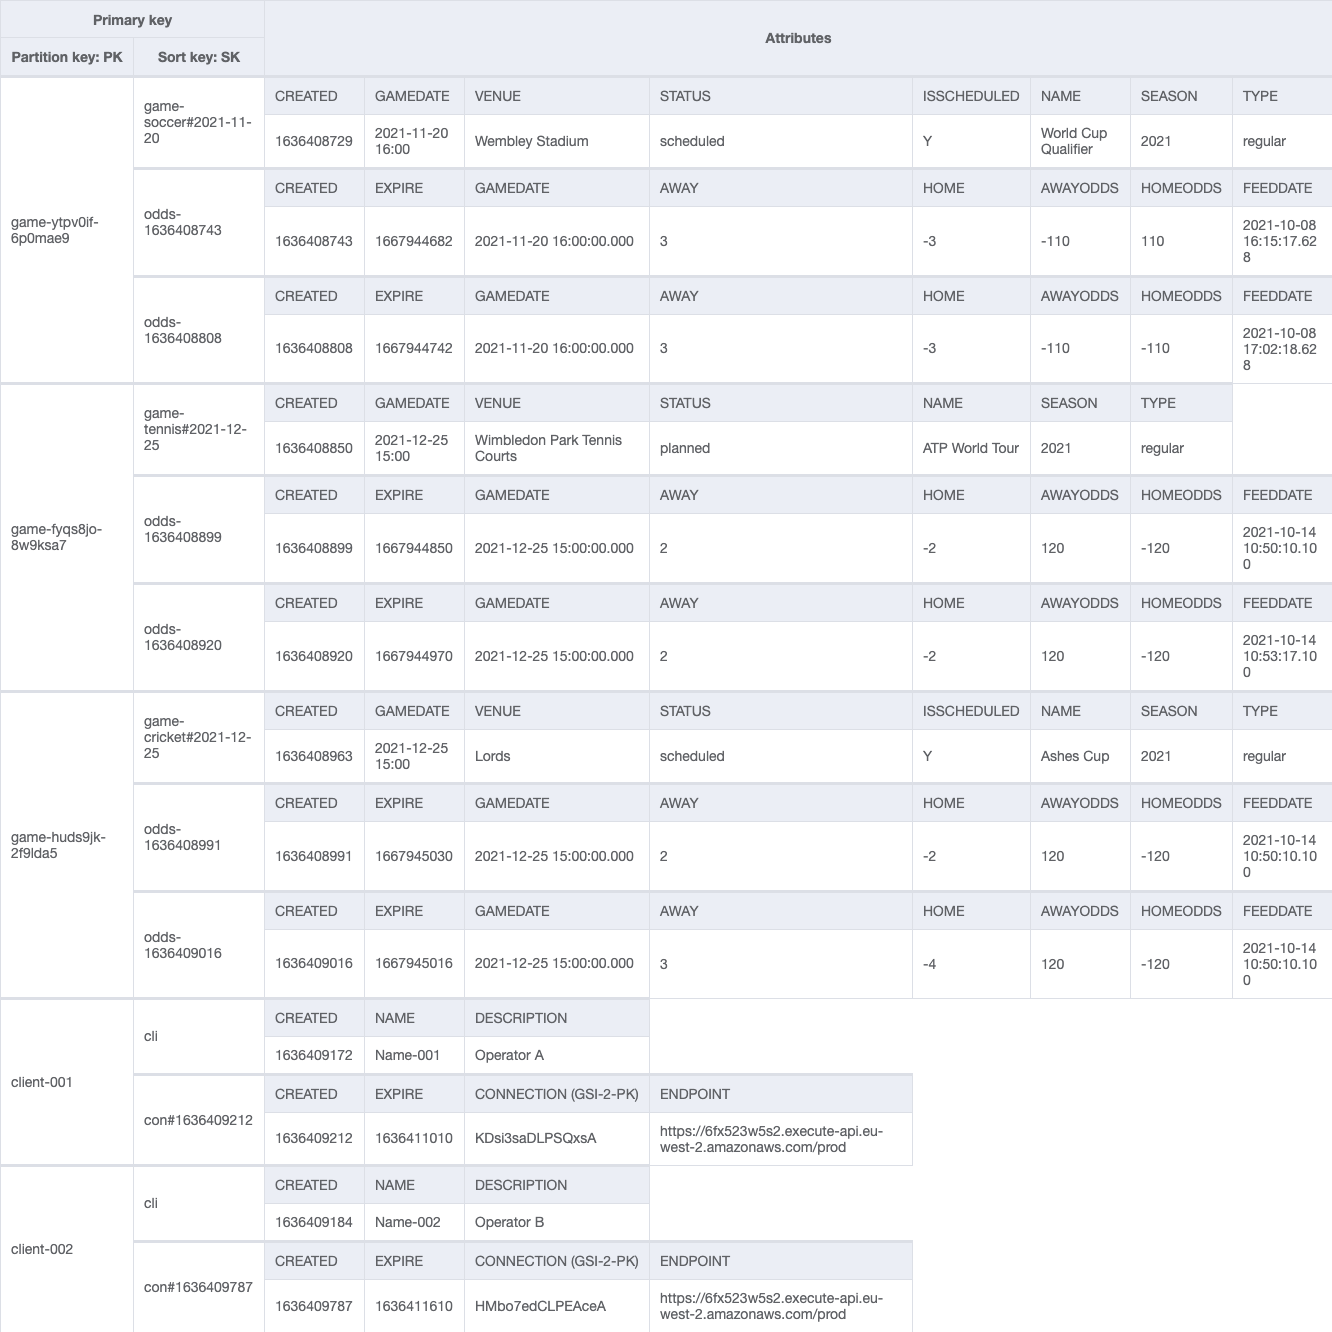 Primary key
Attributes
Partition key: PK
Sort key: SK
game-ytpv0if-
6p0mae9
game-
soccer#2021-11-
20
CREATED GAMEDATE VENUE STATUS ISSCHEDULED NAME SEASON TYPE
1636408729
2021-11-20
16:00
Wembley Stadium
scheduled
Y
World Cup
Qualifier
2021
regular
odds-
1636408743
CREATED EXPIRE GAMEDATE AWAY HOME AWAYODDS HOMEODDS FEEDDATE
1636408743 1667944682 2021-11-20 16:00:00.000 3 -3 -110 110
2021-10-08
16:15:17.62
8
odds-
1636408808
CREATED EXPIRE GAMEDATE AWAY HOME AWAYODDS HOMEODDS FEEDDATE
1636408808 1667944742 2021-11-20 16:00:00.000 3 -3 -110 -110
2021-10-08
17:02:18.62
8
game-fyqs8jo-
8w9ksa7
game-
tennis#2021-12-
25
CREATED GAMEDATE VENUE STATUS NAME SEASON TYPE
1636408850
2021-12-25
15:00
Wimbledon Park Tennis
Courts
planned
ATP World Tour
2021
regular
odds-
1636408899
CREATED EXPIRE GAMEDATE AWAY HOME AWAYODDS HOMEODDS FEEDDATE
1636408899 1667944850 2021-12-25 15:00:00.000 2 -2 120 -120
2021-10-14
10:50:10.10
0
odds-
1636408920
CREATED EXPIRE GAMEDATE AWAY HOME AWAYODDS HOMEODDS FEEDDATE
1636408920 1667944970 2021-12-25 15:00:00.000 2 -2 120 -120
2021-10-14
10:53:17.10
0
game-huds9jk-
2f9lda5
game-
cricket#2021-12-
25
CREATED GAMEDATE VENUE STATUS ISSCHEDULED NAME SEASON TYPE
1636408963
2021-12-25
15:00
Lords
scheduled
Y
Ashes Cup
2021
regular
odds-
1636408991
CREATED EXPIRE GAMEDATE AWAY HOME AWAYODDS HOMEODDS FEEDDATE
1636408991 1667945030 2021-12-25 15:00:00.000 2 -2 120 -120
2021-10-14
10:50:10.10
0
odds-
1636409016
CREATED EXPIRE GAMEDATE AWAY HOME AWAYODDS HOMEODDS FEEDDATE
1636409016 1667945016 2021-12-25 15:00:00.000 3 -4 120 -120
2021-10-14
10:50:10.10
0
client-001
cli
CREATED NAME DESCRIPTION
1636409172 Name-001 Operator A
con#1636409212
CREATED EXPIRE CONNECTION (GSI-2-PK) ENDPOINT
1636409212 1636411010 KDsi3saDLPSQxsA
https://6fx523w5s2.execute-api.eu-
west-2.amazonaws.com/prod
client-002
cli
CREATED NAME DESCRIPTION
1636409184 Name-002 Operator B
con#1636409787
CREATED EXPIRE CONNECTION (GSI-2-PK) ENDPOINT
1636409787 1636411610 HMbo7edCLPEAceA
https://6fx523w5s2.execute-api.eu-
west-2.amazonaws.com/prod